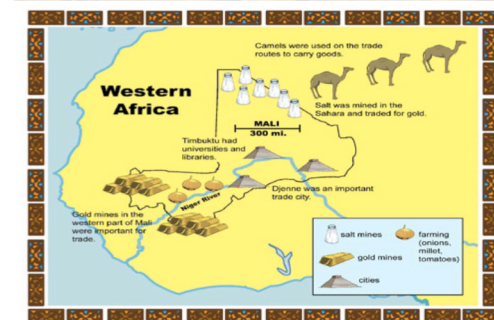 Camels were used on the trade
routes to carry goods.
Western
Africa
Salt was mined in the
Sahara and traded for gold.
MALI
300 mi.
Timbuktu had
universities and
libraries.
Djenne was an important
trade city.
Niger River
Gold mines in the
western part of Mali
were important for
trade.
salt mines
farming
(onions,
millet,
tomatoes)
gold mines
cities